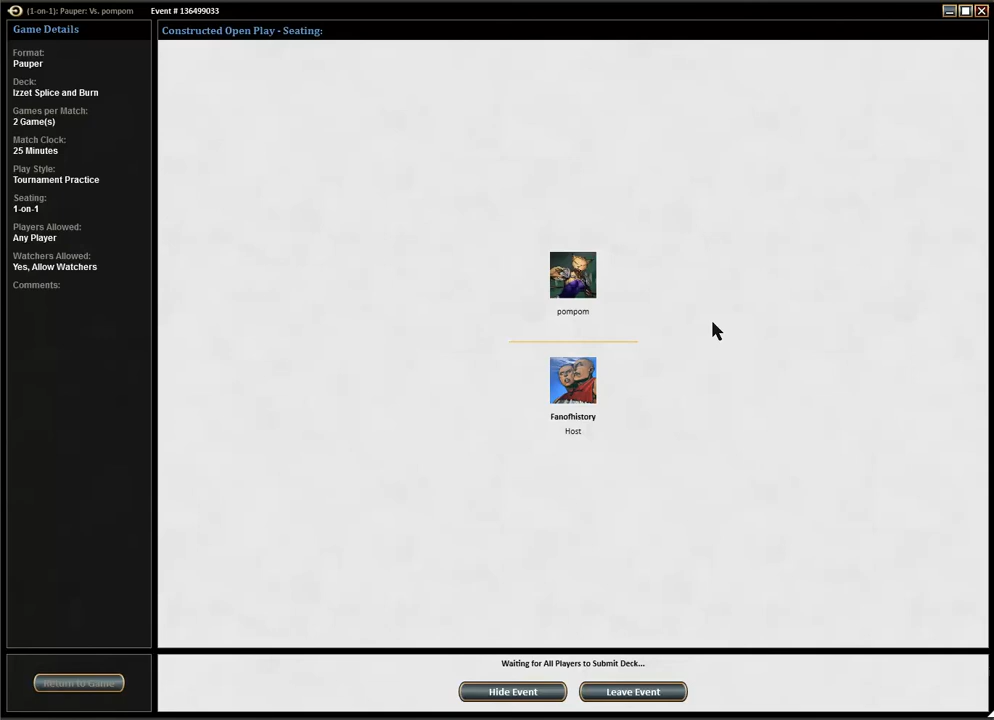 (1-on-1): Pauper: Vs. pompom
Event # 136499033
Game Details
Format:
Pauper
Deck:
Izzet Splice and Burn
Games per Match:
2 Game(s)
Match Clock:
25 Minutes
Play Style:
Tournament Practice
Seating:
1-on-1
Players Allowed:
Any Player
Watchers Allowed:
Yes, Allow Watchers
Comments:
Return to Game
Constructed Open Play - Seating:
pompom
Fanofhistory
Host
Waiting for All Players to Submit Deck...
Hide Event
Leave Event